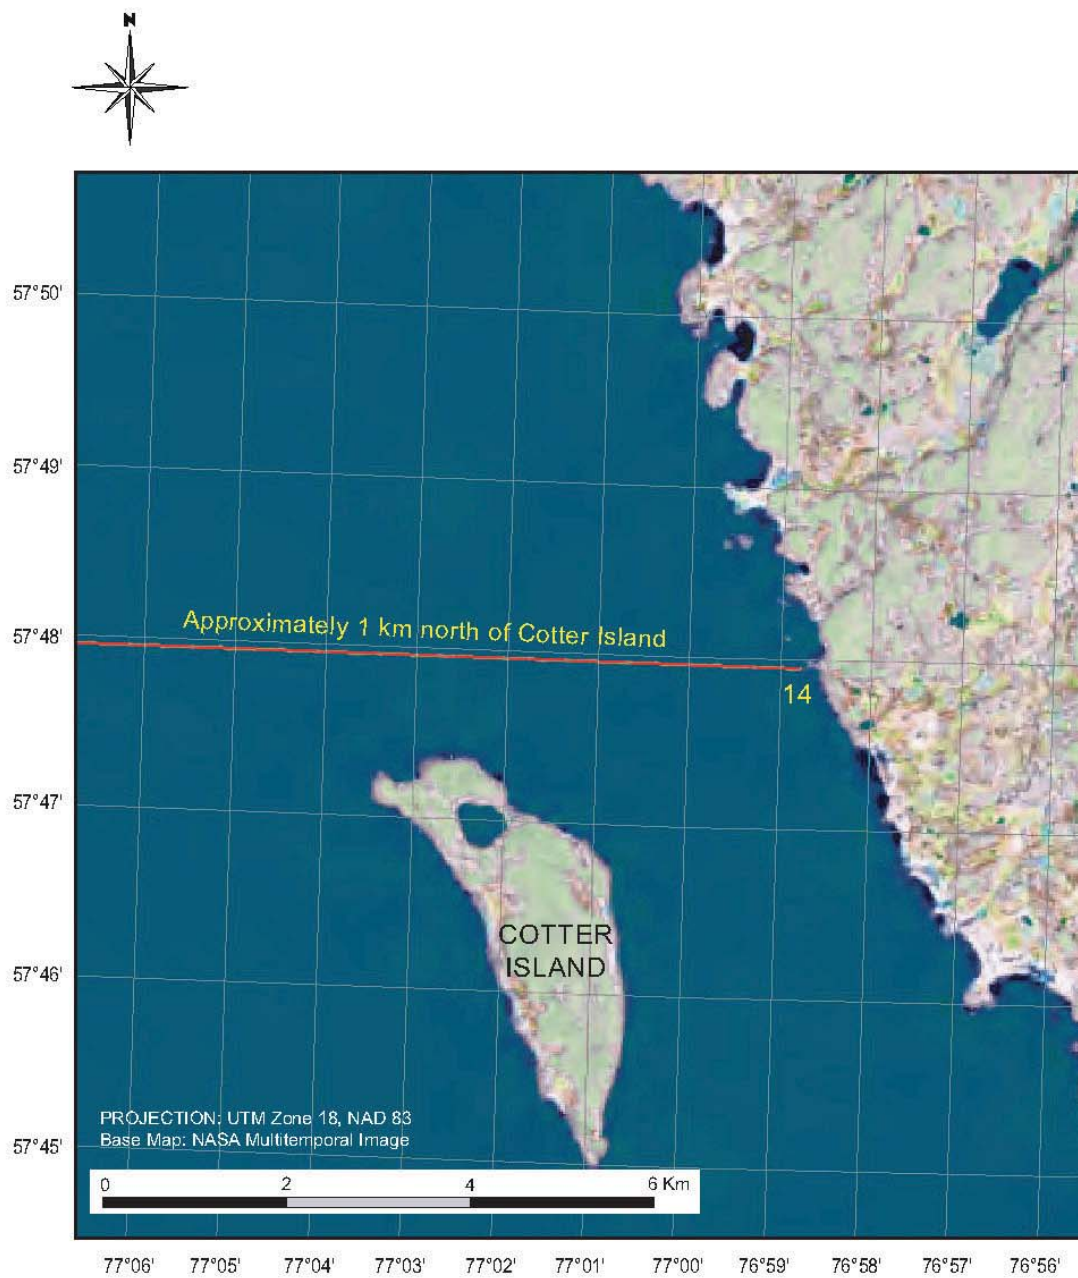 N
57°50'
57°49'
Approximately 1 km north of Cotter Island
57°48'
14
57°47'
COTTER
ISLAND
57°46'
PROJECTION: UTM Zone 18, NAD 83
Base Map: NASA Multitemporal Image
57°45'
0 2 4 6 Km
77°06' 77°05' 77°04' 77°03' 77°02' 77°01' 77°00' 76°59' 76°58' 76°57' 76°56'